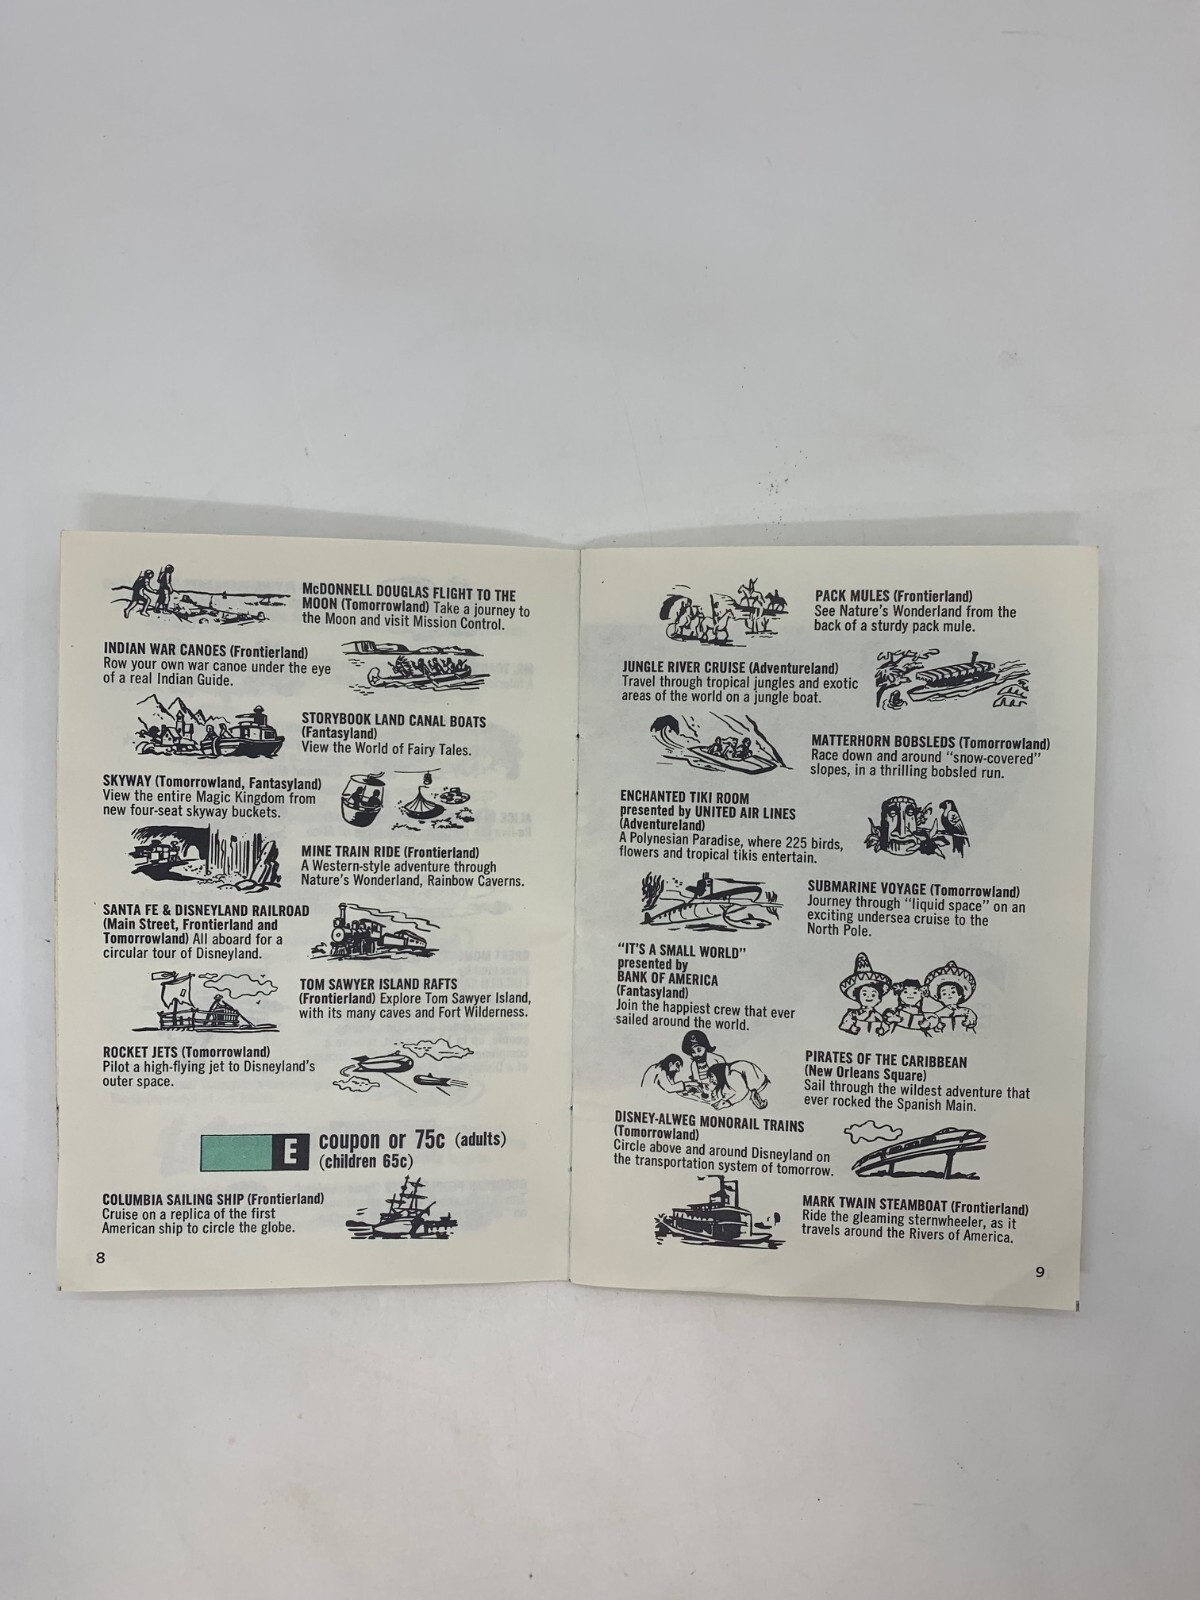 McDONNELL DOUGLAS FLIGHT TO THE
MOON (Tomorrowland) Take a journey to
the Moon and visit Mission Control.
INDIAN WAR CANOES (Frontierland)
Row your own war canoe under the eye
of a real Indian Guide.
STORYBOOK LAND CANAL BOATS
(Fantasyland)
View the World of Fairy Tales.
SKYWAY (Tomorrowland, Fantasyland)
View the entire Magic Kingdom from
new four-seat skyway buckets.
MINE TRAIN RIDE (Frontierland)
A Western-style adventure through
Nature's Wonderland, Rainbow Caverns.
SANTA FE & DISNEYLAND RAILROAD
(Main Street, Frontierland and
Tomorrowland) All aboard for a
circular tour of Disneyland.
TOM SAWYER ISLAND RAFTS
(Frontierland) Explore Tom Sawyer Island,
with its many caves and Fort Wilderness.
ROCKET JETS (Tomorrowland)
Pilot a high-flying jet to Disneyland's
outer space.
E coupon or 75c (adults)
(children 65c)
COLUMBIA SAILING SHIP (Frontierland)
Cruise on a replica of the first
American ship to circle the globe.
8
PACK MULES (Frontierland)
See Nature's Wonderland from the
back of a sturdy pack mule.
JUNGLE RIVER CRUISE (Adventureland)
Travel through tropical jungles and exotic
areas of the world on a jungle boat.
MATTERHORN BOBSLEDS (Tomorrowland)
Race down and around "snow-covered"
slopes, in a thrilling bobsled run.
ENCHANTED TIKI ROOM
presented by UNITED AIR LINES
(Adventureland)
A Polynesian Paradise, where 225 birds,
flowers and tropical tikis entertain.
SUBMARINE VOYAGE (Tomorrowland)
Journey through "liquid space" on an
exciting undersea cruise to the
North Pole.
"IT'S A SMALL WORLD"
presented by
BANK OF AMERICA
(Fantasyland)
Join the happiest crew that ever
sailed around the world.
PIRATES OF THE CARIBBEAN
(New Orleans Square)
Sail through the wildest adventure that
ever rocked the Spanish Main.
DISNEY-ALWEG MONORAIL TRAINS
(Tomorrowland)
Circle above and around Disneyland on
the transportation system of tomorrow.
MARK TWAIN STEAMBOAT (Frontierland)
Ride the gleaming sternwheeler, as it
travels around the Rivers of America.
9